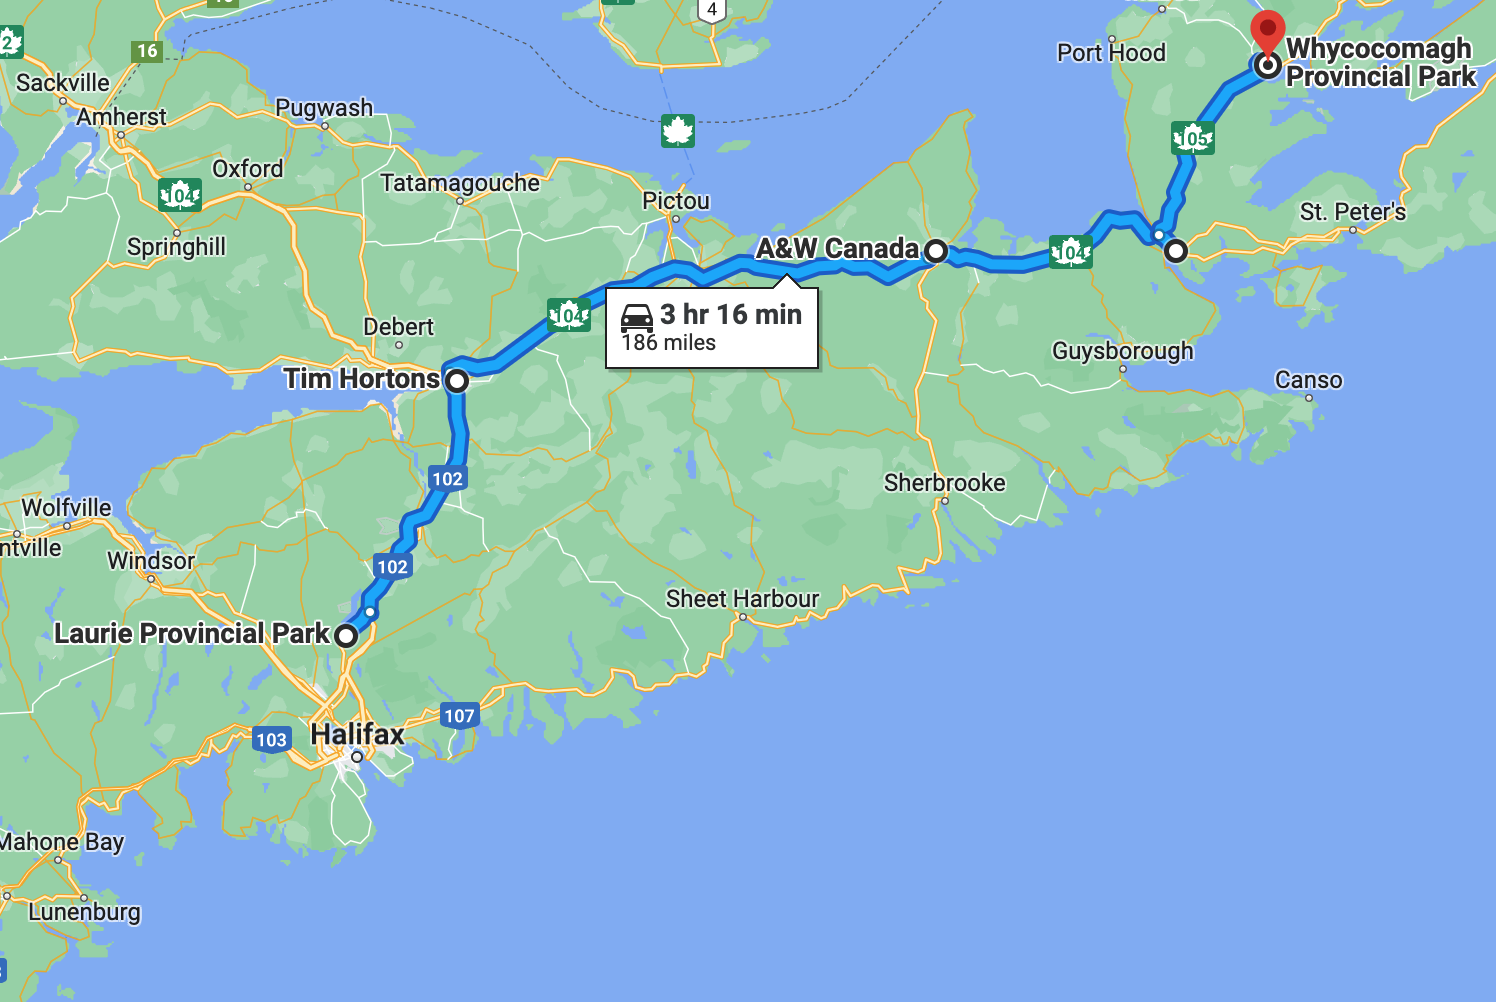 4
16
2
16
Sackville
Amherst
Pugwash
Oxford
104
Springhill
Tatamagouche
Pictou
Port Hood
Whycocomagh
Provincial Park
105
St. Peter's
A&W Canada
104
104
3 hr 16 min
186 miles
Debert
Tim Hortons
Guysborough
Canso
102
Sherbrooke
Wolfville
ntville
Windsor
102
Sheet Harbour
Laurie Provincial Park
107
103
Halifax
Mahone Bay
Lunenburg